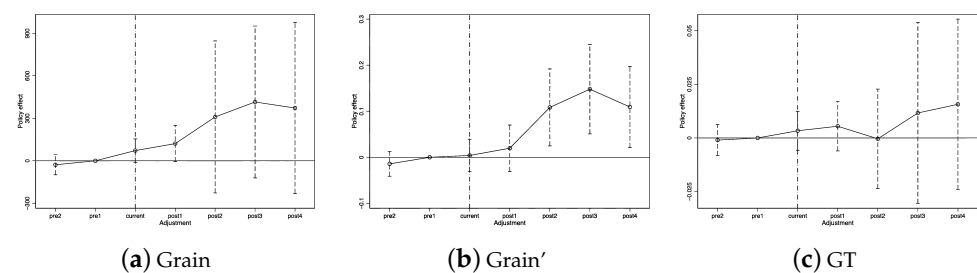 900
600
300
0
-300
Policy effect
pre2 pre1 current post1 post2 post3 post4
Adjustment
(a) Grain
0.3
0.2
0.1
0
-0.1
Policy effect
pre2 pre1 current post1 post2 post3 post4
Adjustment
(b) Grain'
0.05
0.025
0
-0.025
Policy effect
pre2 pre1 current post1 post2 post3 post4
Adjustment
(c) GT